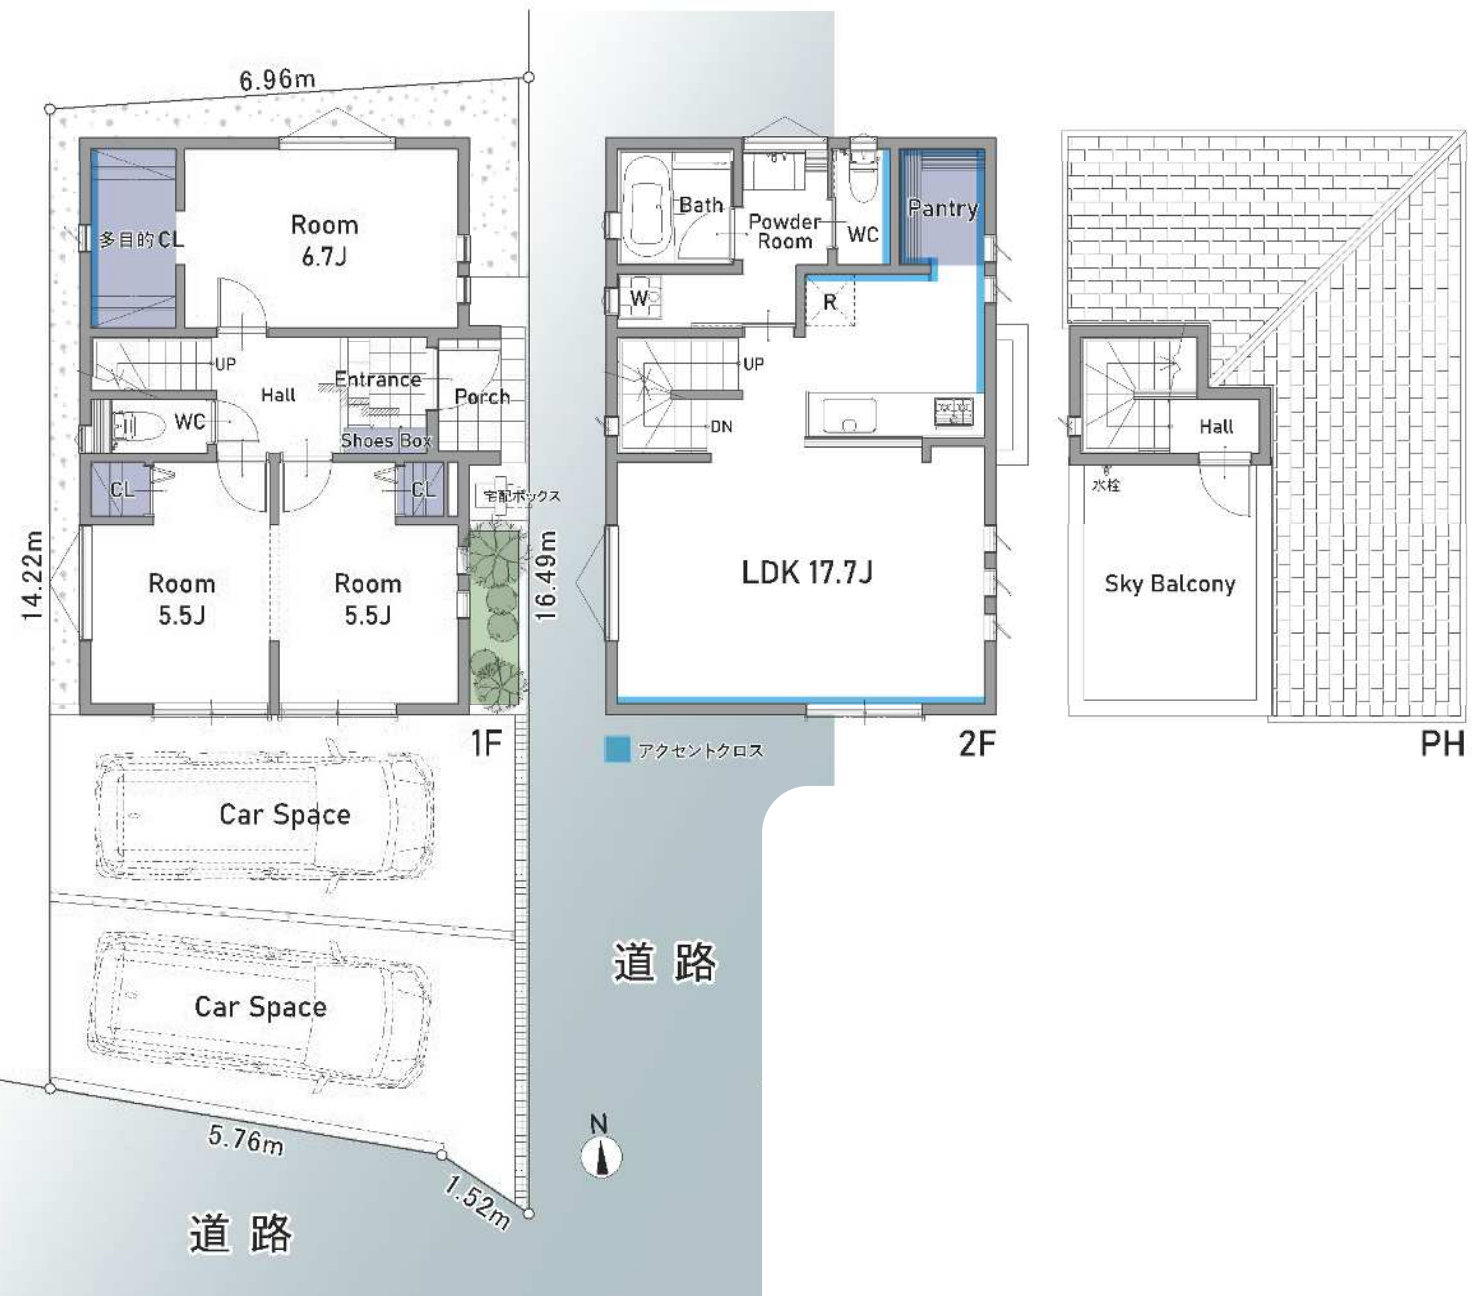 6.96m
多目的CL
Room
6.7J
UP
Hall
Entrance
Porch
WC
Shoes Box
CL
CL
宅配ボックス
14.22m
Room
5.5J
Room
5.5J
16.49m
1F
Car Space
Car Space
5.76m
1.52m
道路
道路
N
Bath
Powder
Room
WC
Pantry
W
R
UP
DN
LDK 17.7J
アクセントクロス
2F
Hall
水栓
Sky Balcony
PH